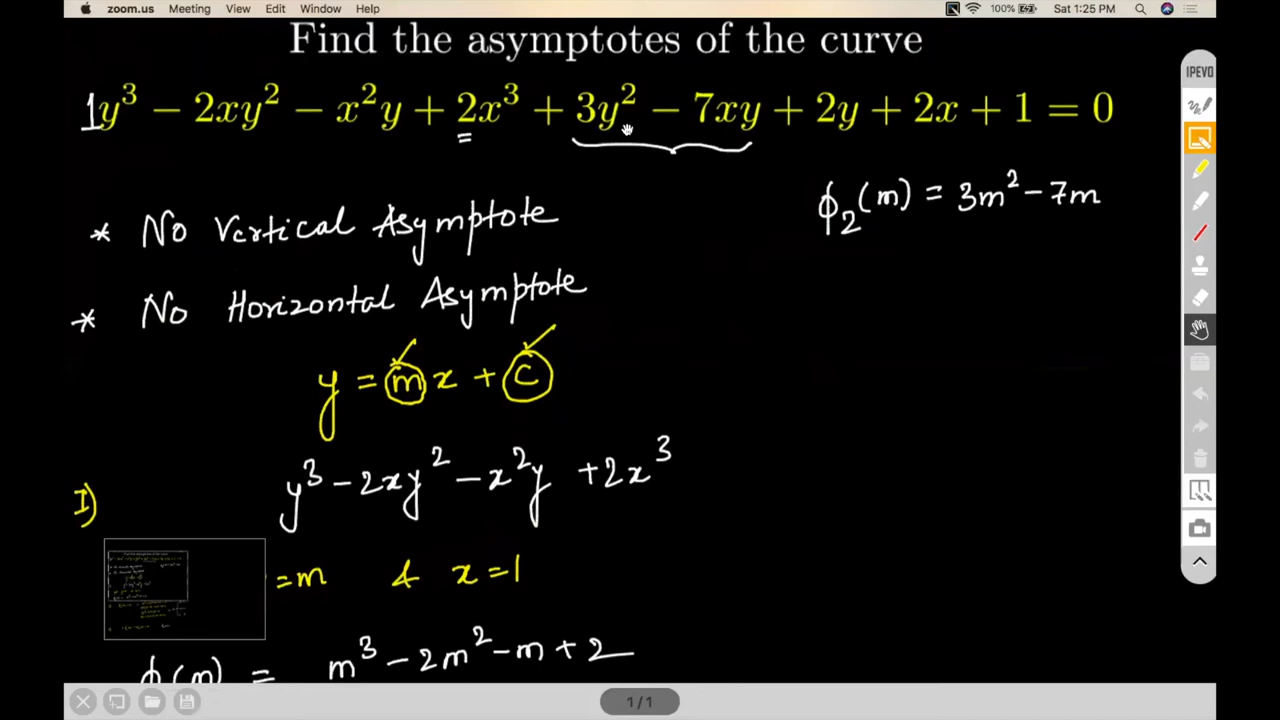 zoom.us Meeting View Edit Window Help 100% Sat 1:25 PM
Find the asymptotes of the curve
1y³ − 2xy² − x²y + 2x³ + 3y² − 7xy + 2y + 2x + 1 = 0
IPEVO
ϕ₂(m) = 3m² − 7m
* No Vertical Asymptote
* No Horizontal Asymptote
y = mx + c
y³ − 2xy² − x²y + 2x³
I)
=m & x=1
ϕ(m) = m³ − 2m² − m + 2
1/1